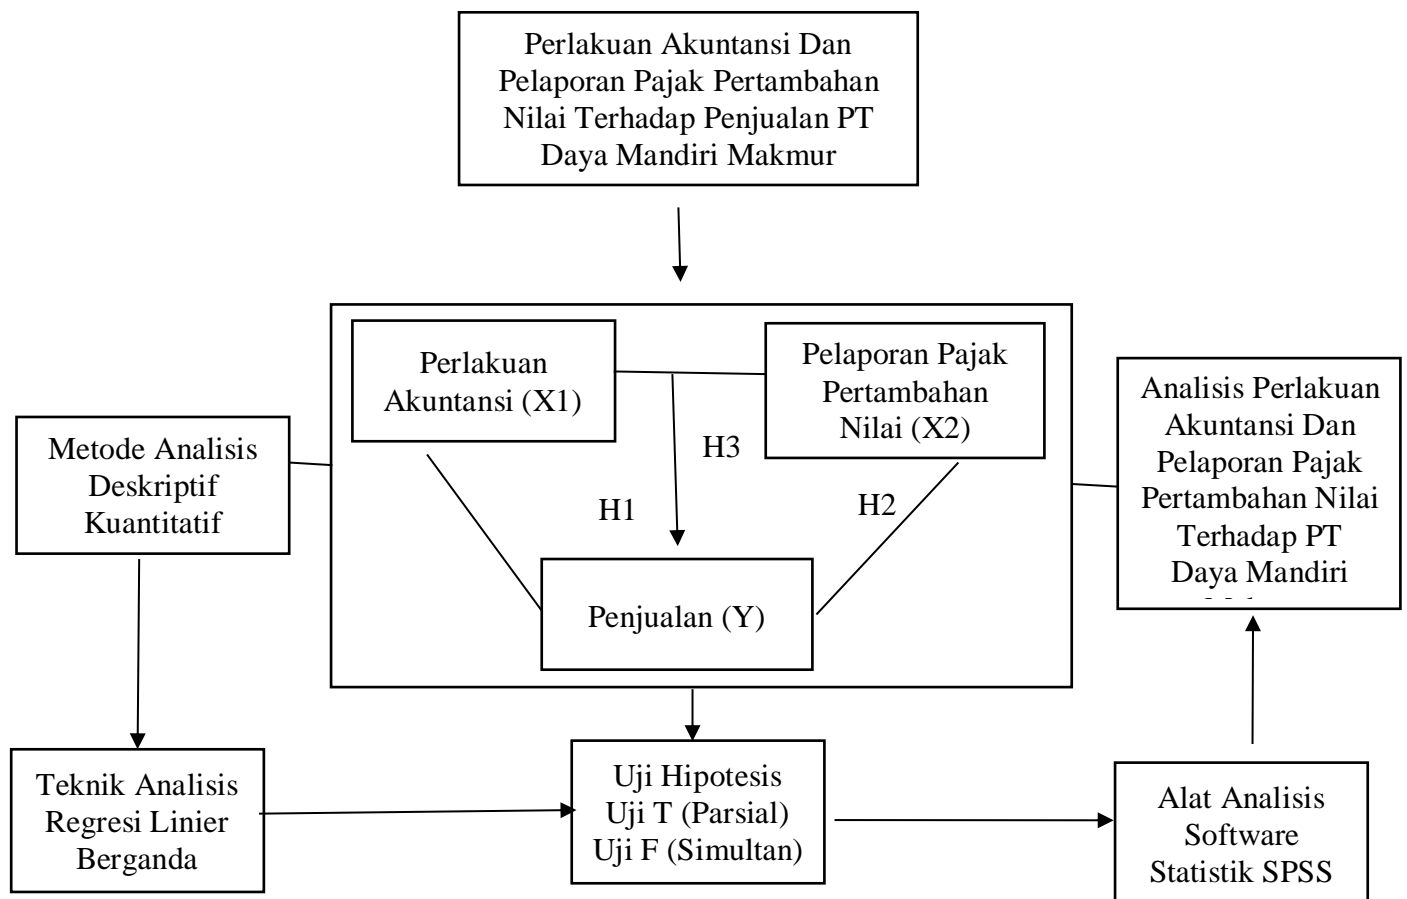 Perlakuan Akuntansi Dan
Pelaporan Pajak Pertambahan
Nilai Terhadap Penjualan PT
Daya Mandiri Makmur
Perlakuan
Akuntansi (X1)
Pelaporan Pajak
Pertambahan
Nilai (X2)
H3
H1
H2
Penjualan (Y)
Metode Analisis
Deskriptif
Kuantitatif
Analisis Perlakuan
Akuntansi Dan
Pelaporan Pajak
Pertambahan Nilai
Terhadap PT
Daya Mandiri
Teknik Analisis
Regresi Linier
Berganda
Uji Hipotesis
Uji T (Parsial)
Uji F (Simultan)
Alat Analisis
Software
Statistik SPSS